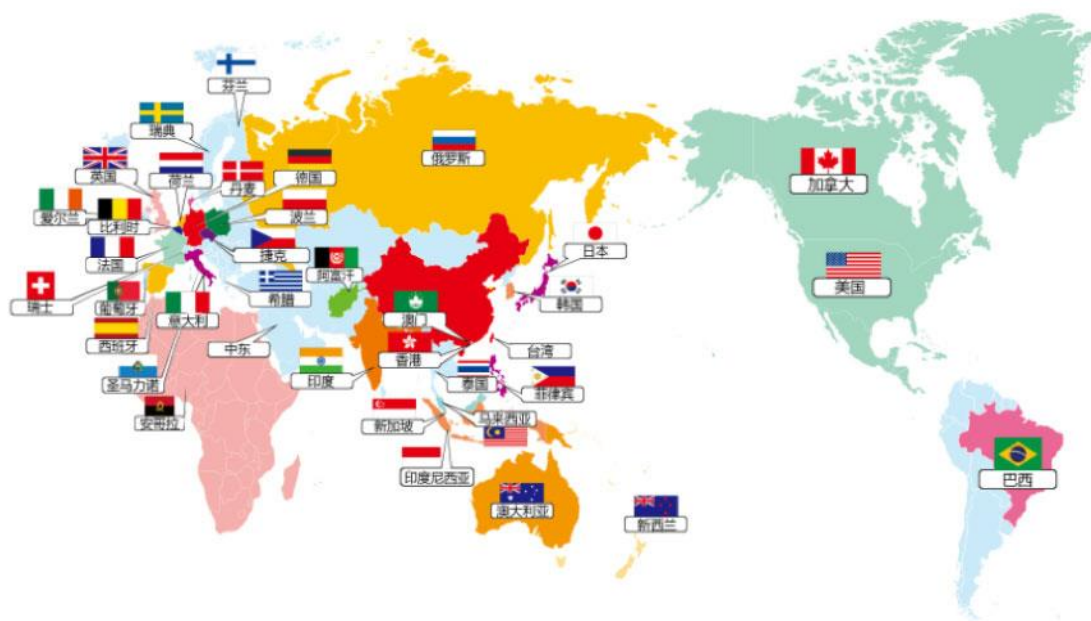 芬兰
瑞典
英国
荷兰
丹麦
德国
俄罗斯
加拿大
爱尔兰
比利时
波兰
法国
捷克
日本
瑞士
葡萄牙
意大利
希腊
阿富汗
韩国
美国
西班牙
中东
澳门
香港
台湾
圣马力诺
印度
泰国
菲律宾
安哥拉
新加坡
马来西亚
印度尼西亚
澳大利亚
新西兰
巴西